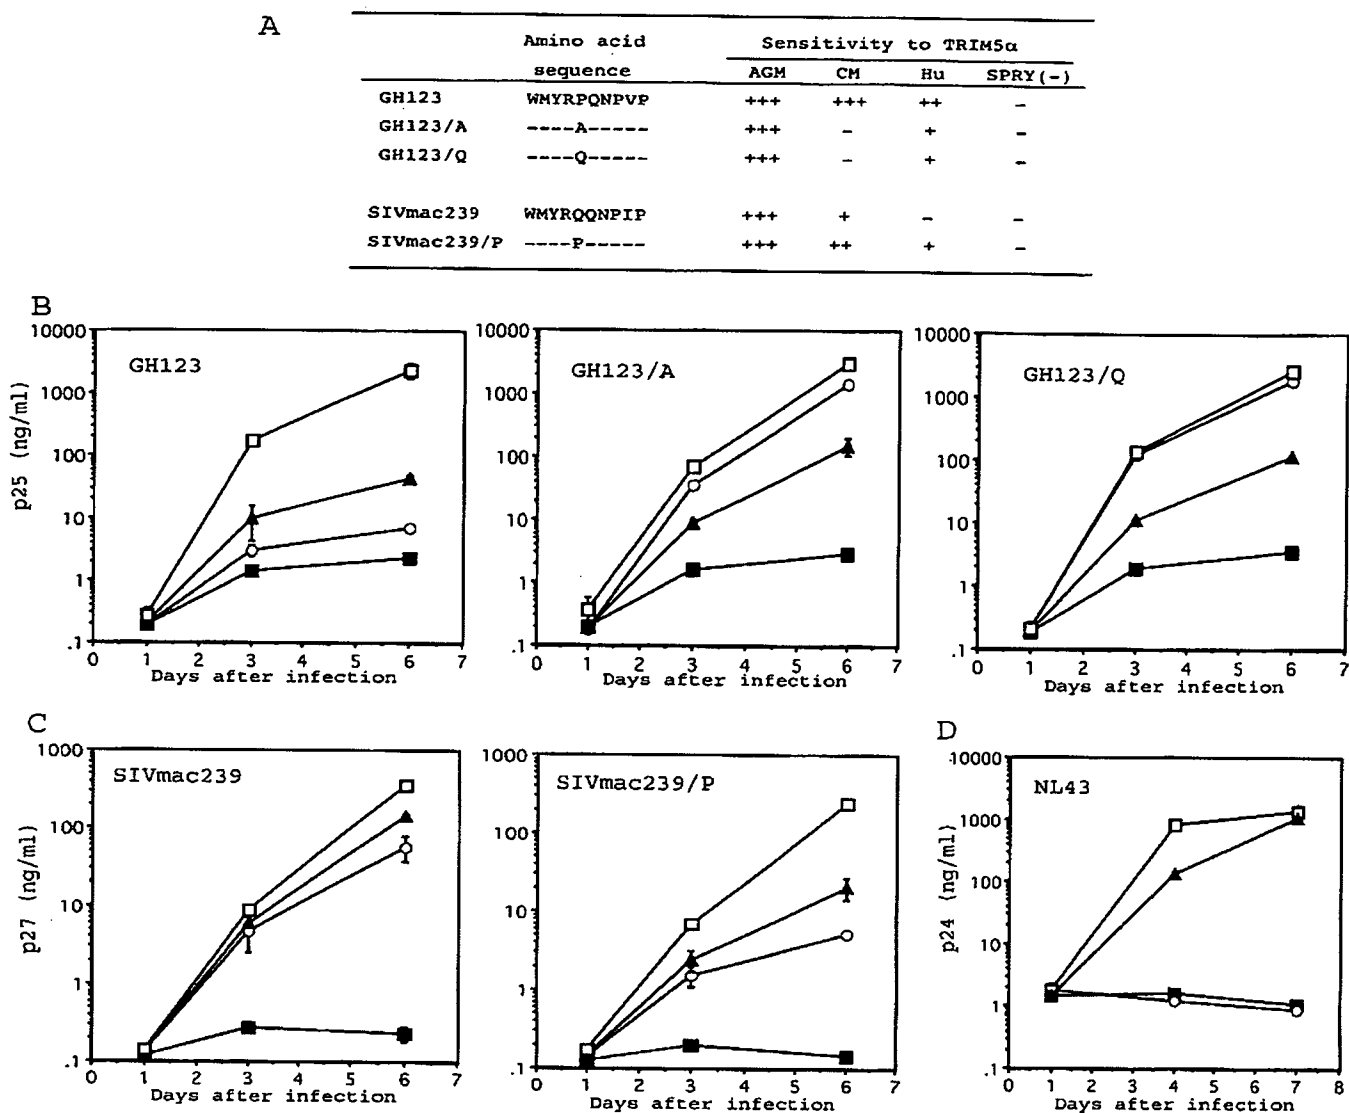 A
Amino acid sequence
Sensitivity to TRIM5α
AGM CM Hu SPRY(-)
GH123 WMYRPQNPVP +++ +++ ++ -
GH123/A ----A----- +++ - + -
GH123/Q ----Q----- +++ - + -
SIVmac239 WMYRQQNPIP +++ + - -
SIVmac239/P ----P----- +++ ++ + -
B
GH123
p25 (ng/ml)
10000
1000
100
10
1
.1
0 1 2 3 4 5 6 7
Days after infection
GH123/A
10000
1000
100
10
1
.1
0 1 2 3 4 5 6 7
Days after infection
GH123/Q
10000
1000
100
10
1
.1
0 1 2 3 4 5 6 7
Days after infection
C
SIVmac239
p27 (ng/ml)
1000
100
10
1
.1
0 1 2 3 4 5 6 7
Days after infection
SIVmac239/P
1000
100
10
1
.1
0 1 2 3 4 5 6 7
Days after infection
D
NL43
p24 (ng/ml)
10000
1000
100
10
1
.1
0 1 2 3 4 5 6 7 8
Days after infection